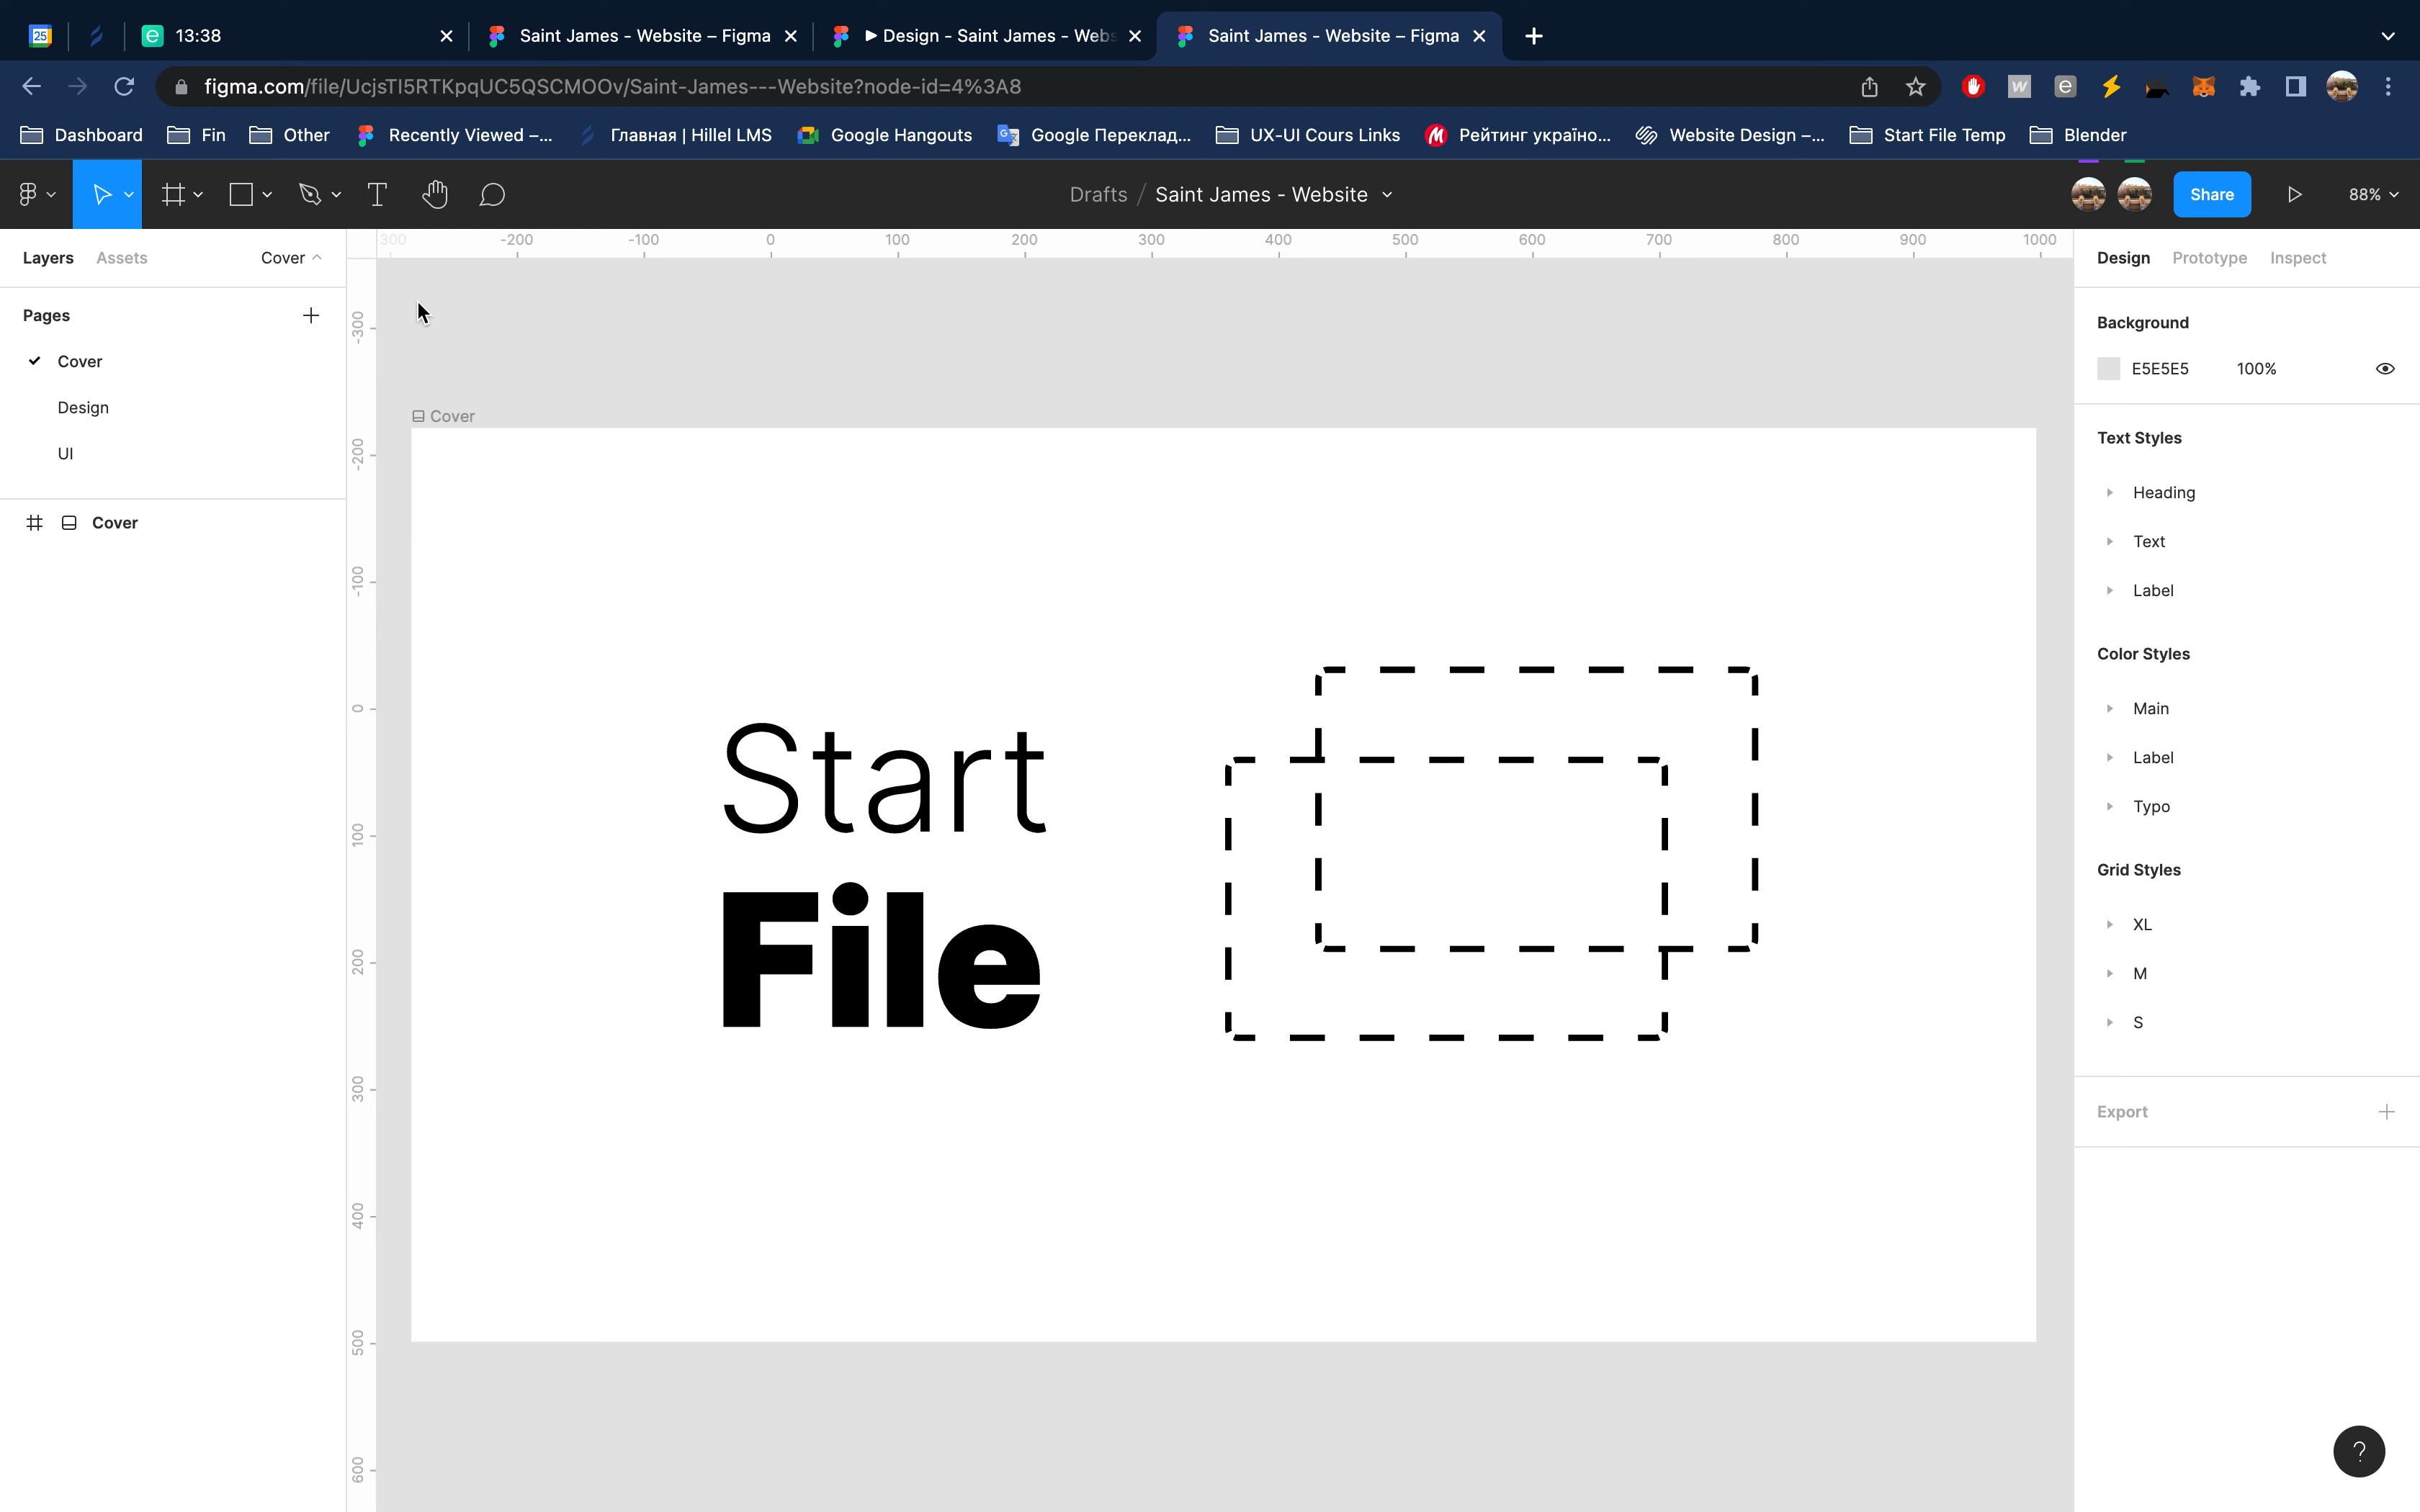 25 13:38 Saint James - Website – Figma Design - Saint James - Webs Saint James - Website – Figma
figma.com/file/UcjsTI5RTKpqUC5QSCMOOv/Saint-James---Website?node-id=4%3A8
Dashboard Fin Other Recently Viewed –... Главная | Hillel LMS Google Hangouts Google Переклад... UX-UI Cours Links Рейтинг україно... Website Design –... Start File Temp Blender
Drafts / Saint James - Website Share 88%
Layers Assets Cover
-300 -200 -100 0 100 200 300 400 500 600 700 800 900 1000
Design Prototype Inspect
Pages
Cover
Design
UI
Cover
-300
-200
-100
0
100
200
300
400
500
600
Cover
Start
File
Background
E5E5E5 100%
Text Styles
Heading
Text
Label
Color Styles
Main
Label
Typo
Grid Styles
XL
M
S
Export
?